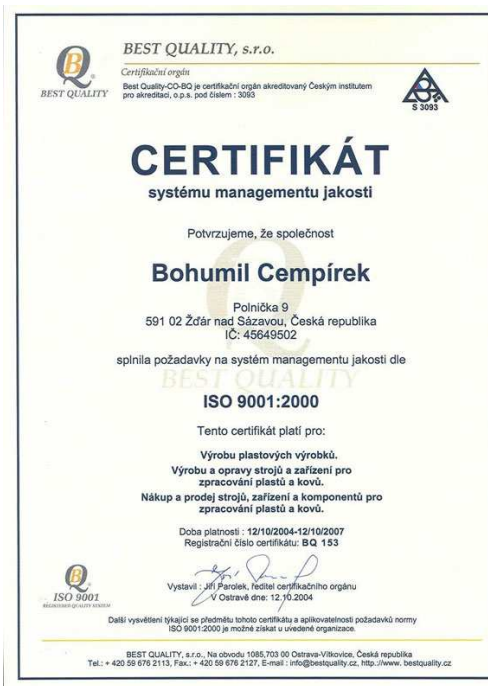 BEST QUALITY, s.r.o.
Certifikační orgán
Best Quality-CO-BQ je certifikační orgán akreditovaný Českým institutem
pro akreditaci, o.p.s. pod číslem : 3093
B
Q
BEST QUALITY
S 3093
CERTIFIKÁT
systému managementu jakosti
Potvrzujeme, že společnost
Bohumil Cempírek
Polnička 9
591 02 Žďár nad Sázavou, Česká republika
IČ: 45649502
splnila požadavky na systém managementu jakosti dle
BEST QUALITY
ISO 9001:2000
Tento certifikát platí pro:
Výrobu plastových výrobků.
Výrobu a opravy strojů a zařízení pro
zpracování plastů a kovů.
Nákup a prodej strojů, zařízení a komponentů pro
zpracování plastů a kovů.
Doba platnosti : 12/10/2004-12/10/2007
Registrační číslo certifikátu: BQ 153
B
Q
ISO 9001
REGISTERED QUALITY SYSTEM
Vystavil : Jiří Parolek, ředitel certifikačního orgánu
V Ostravě dne: 12.10.2004
Další vysvětlení týkající se předmětu tohoto certifikátu a aplikovatelnosti požadavků normy
ISO 9001:2000 je možné získat u uvedené organizace.
BEST QUALITY, s.r.o., Na obvodu 1085,703 00 Ostrava-Vítkovice, Česká republika
Tel.: + 420 59 676 2113, Fax.: + 420 59 676 2127, E-mail : info@bestquality.cz, http.://www. bestquality.cz